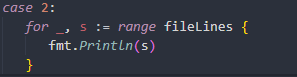 case 2:
    for _, s := range fileLines {
        fmt.Println(s)
    }